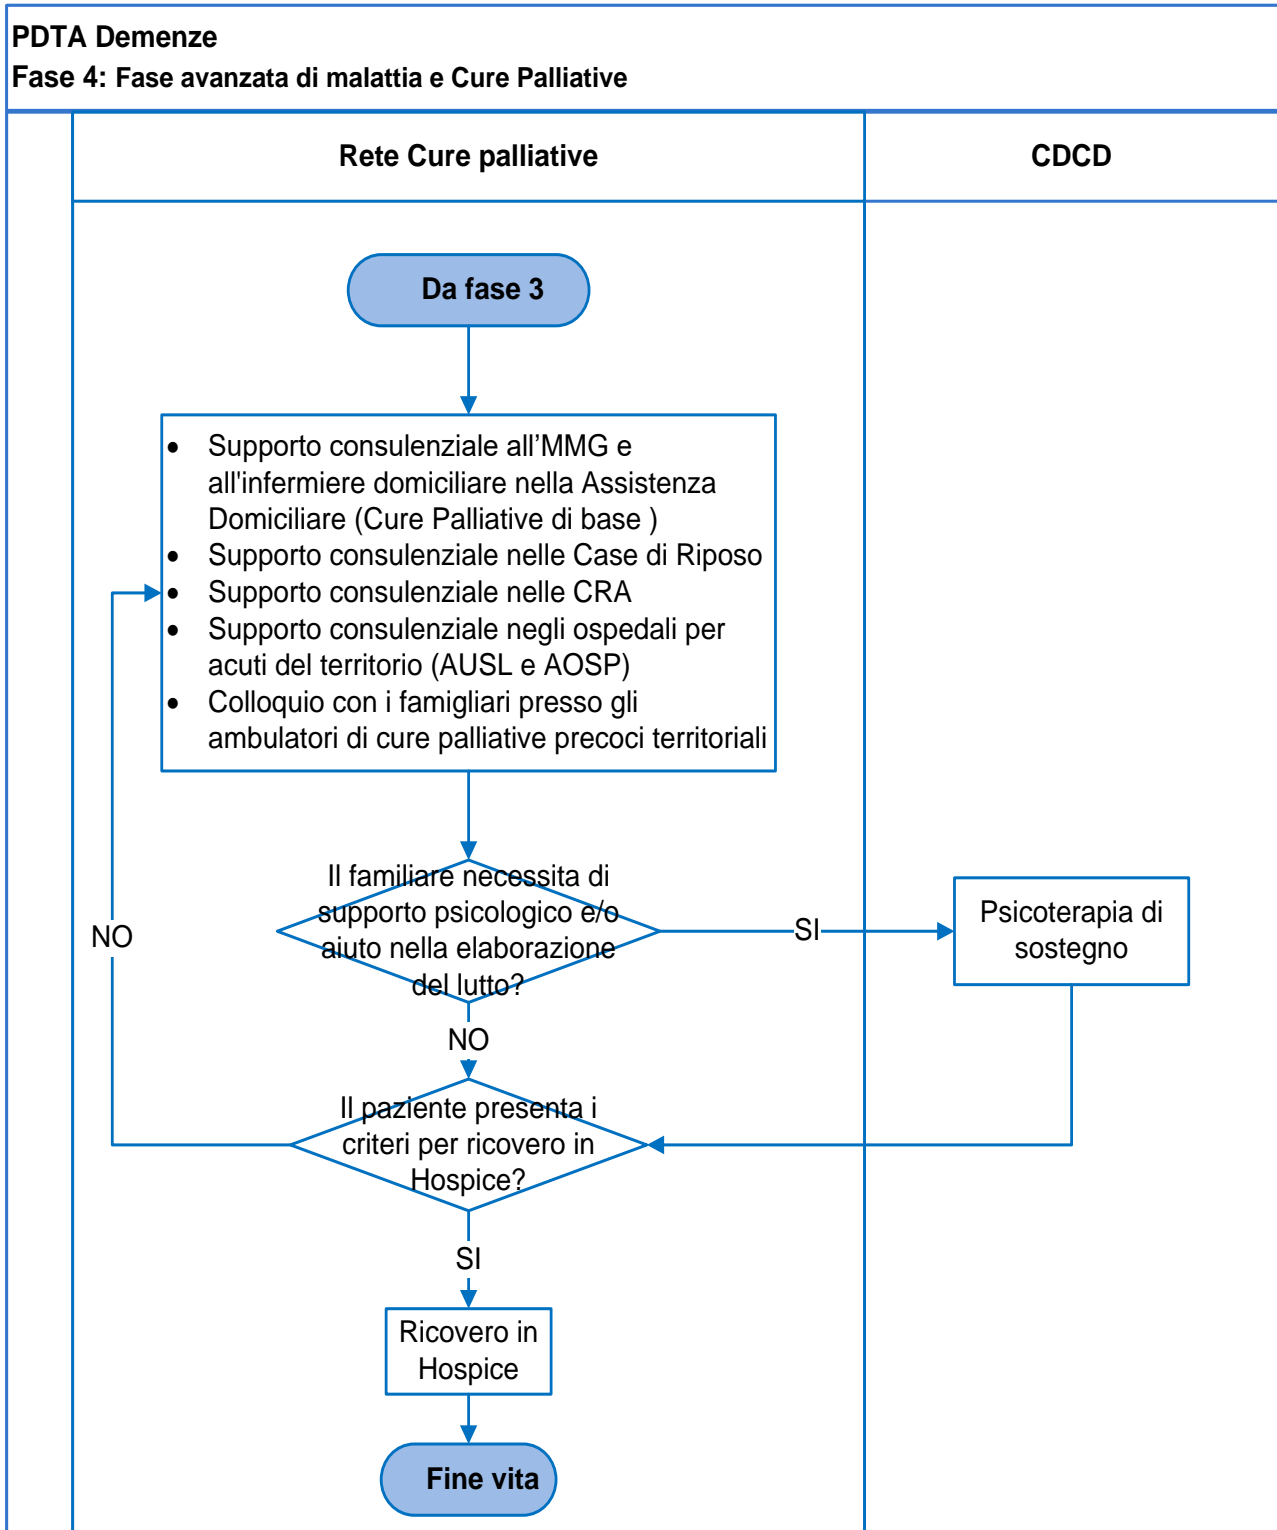 PDTA Demenze
Fase 4: Fase avanzata di malattia e Cure Palliative
Rete Cure palliative
CDCD
Da fase 3
• Supporto consulenziale all’MMG e
all'infermiere domiciliare nella Assistenza
Domiciliare (Cure Palliative di base )
• Supporto consulenziale nelle Case di Riposo
• Supporto consulenziale nelle CRA
• Supporto consulenziale negli ospedali per
acuti del territorio (AUSL e AOSP)
• Colloquio con i famigliari presso gli
ambulatori di cure palliative precoci territoriali
Il familiare necessita di
supporto psicologico e/o
aiuto nella elaborazione
del lutto?
SI
Psicoterapia di
sostegno
NO
NO
Il paziente presenta i
criteri per ricovero in
Hospice?
SI
Ricovero in
Hospice
Fine vita